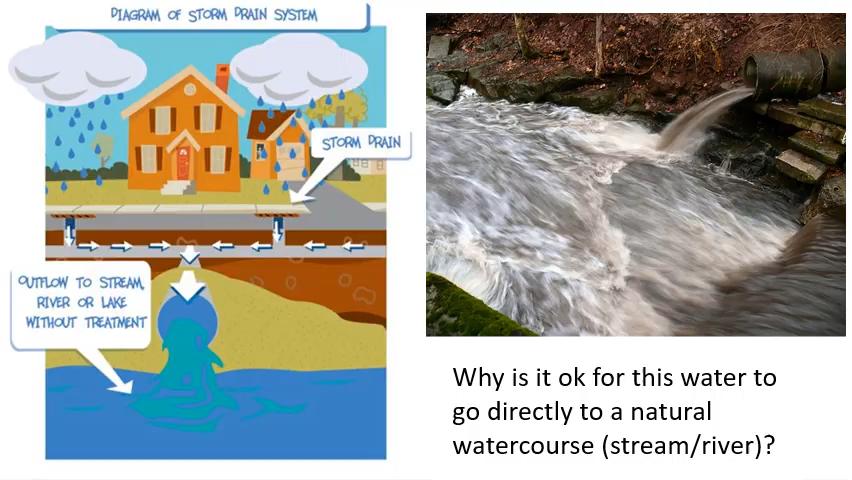 DIAGRAM OF STORM DRAIN SYSTEM
STORM DRAIN
OUTFLOW TO STREAM,
RIVER OR LAKE
WITHOUT TREATMENT
Why is it ok for this water to
go directly to a natural
watercourse (stream/river)?